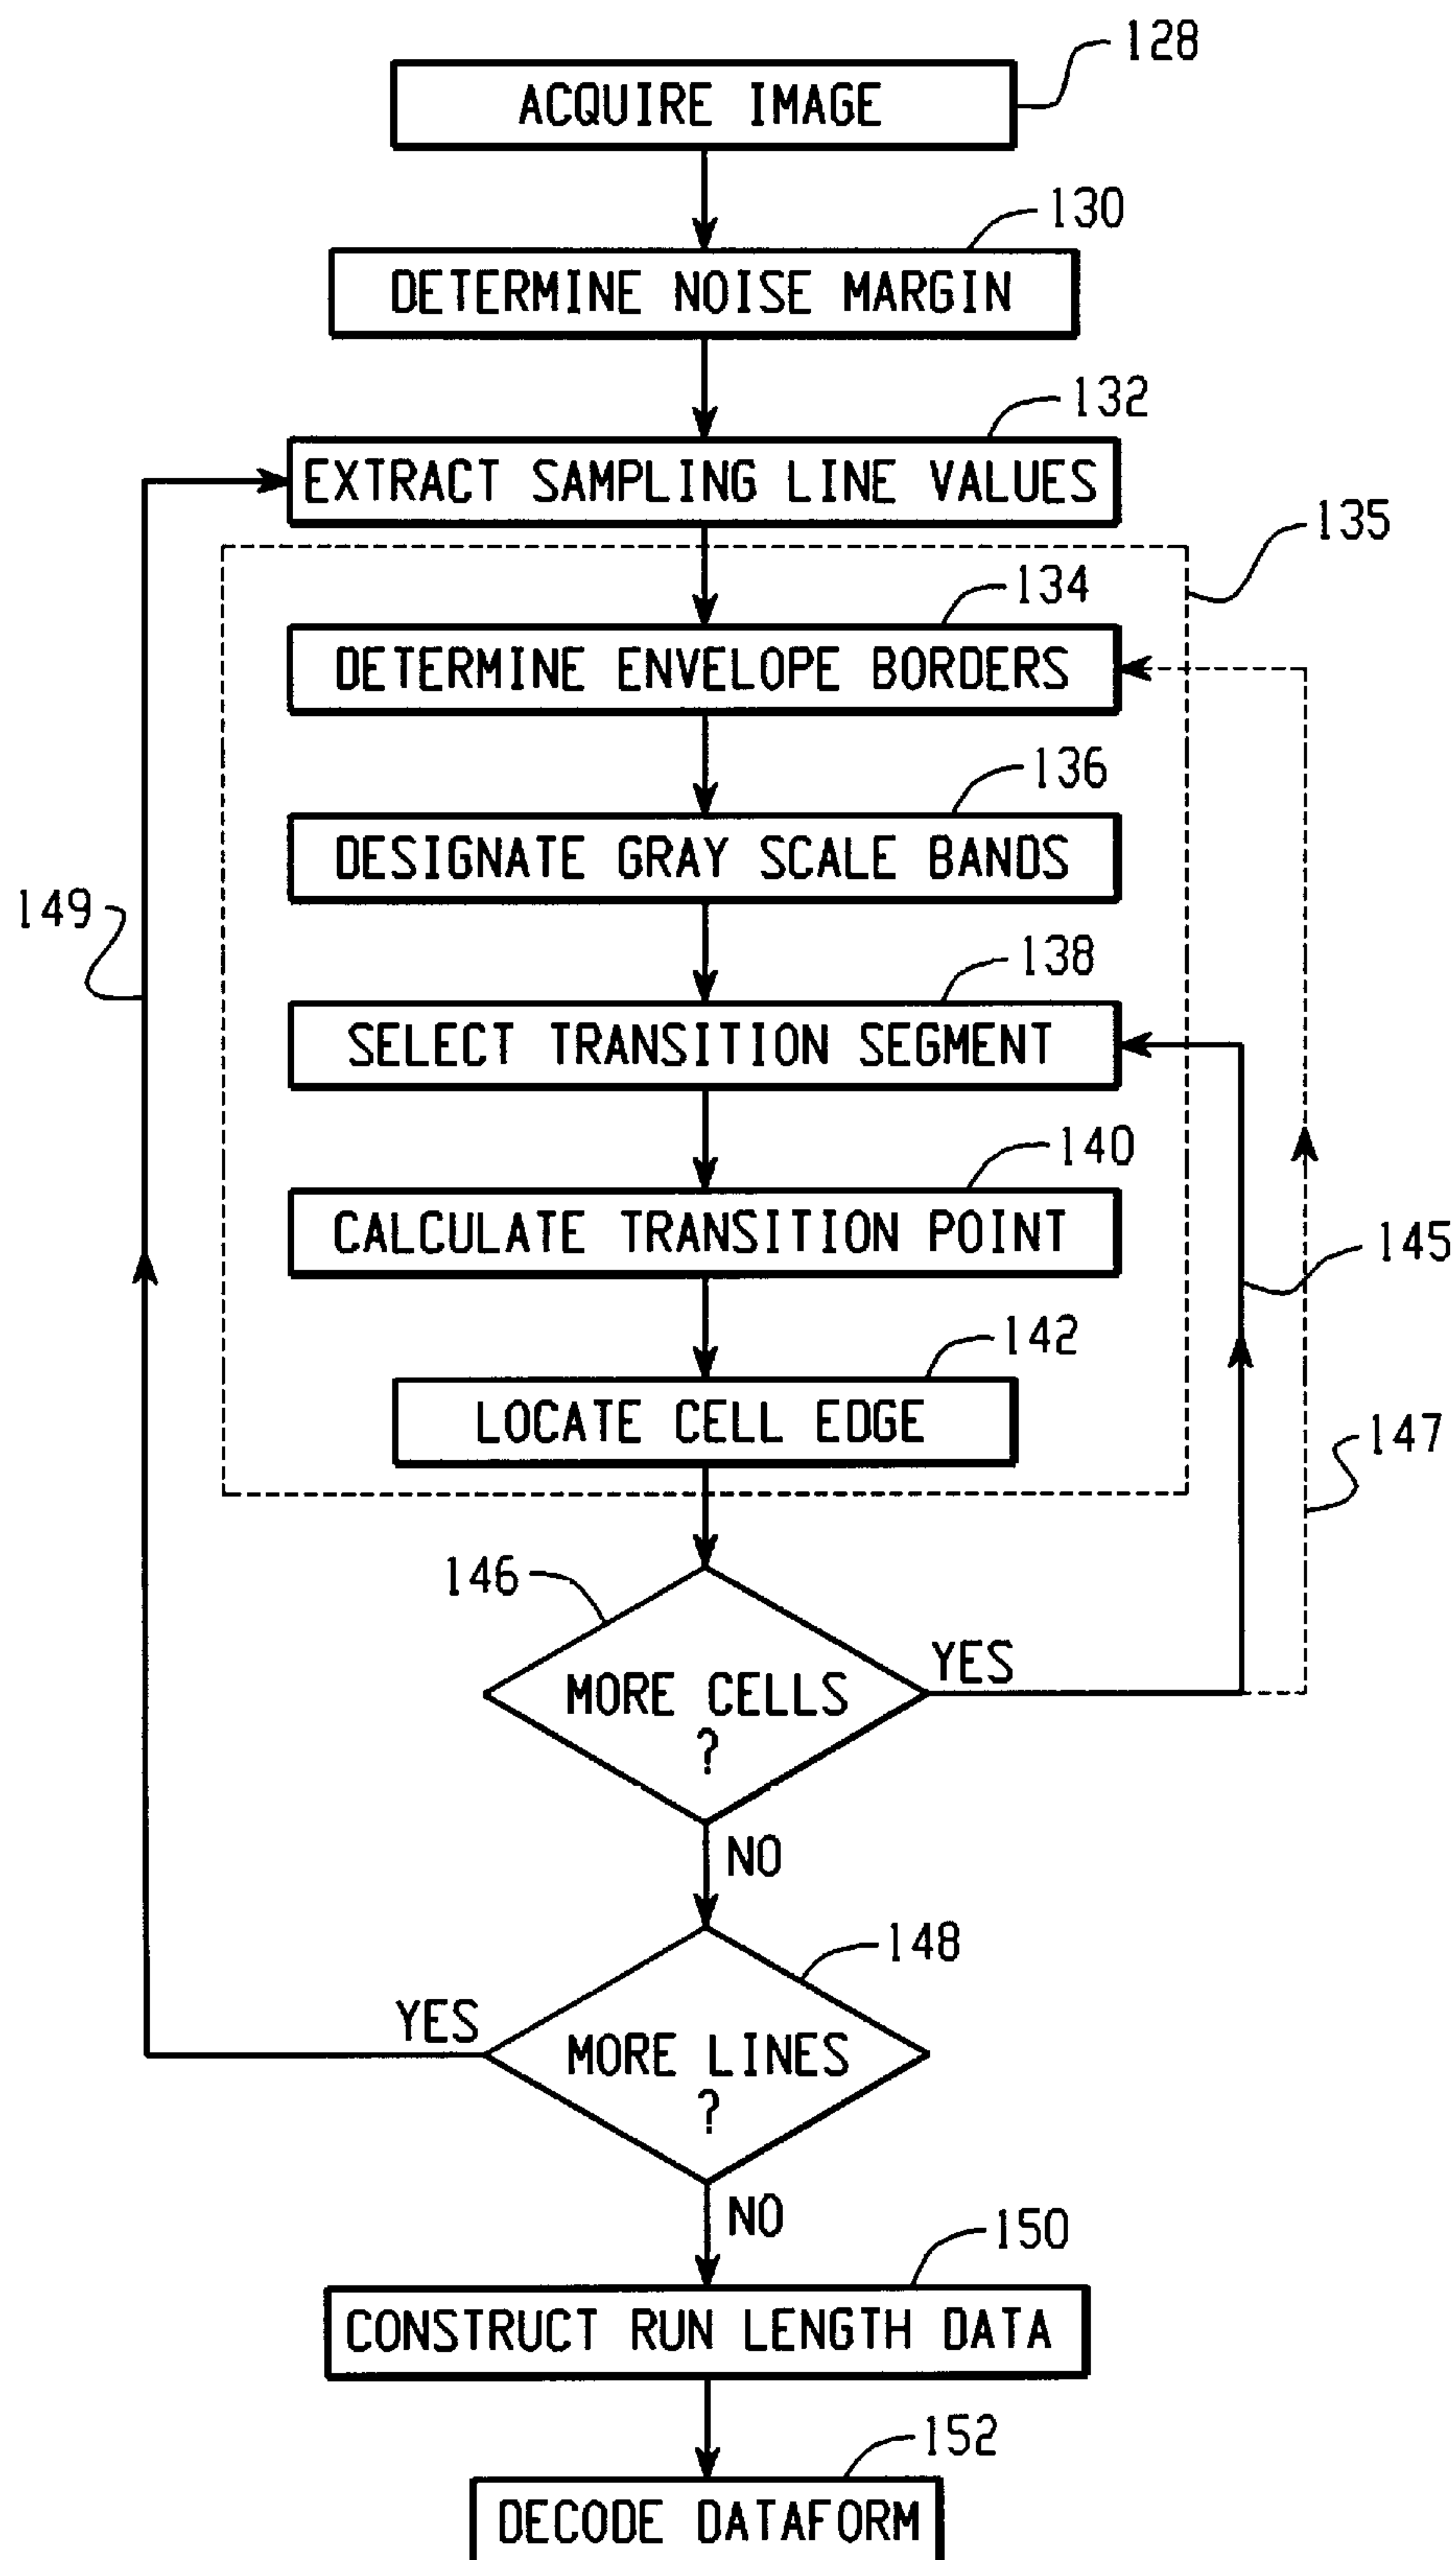 128
ACQUIRE IMAGE
130
DETERMINE NOISE MARGIN
132
EXTRACT SAMPLING LINE VALUES
135
134
DETERMINE ENVELOPE BORDERS
136
DESIGNATE GRAY SCALE BANDS
149
138
SELECT TRANSITION SEGMENT
140
CALCULATE TRANSITION POINT
145
142
LOCATE CELL EDGE
147
146
YES
MORE CELLS
?
NO
148
YES
MORE LINES
?
NO
150
CONSTRUCT RUN LENGTH DATA
152
DECODE DATAFORM